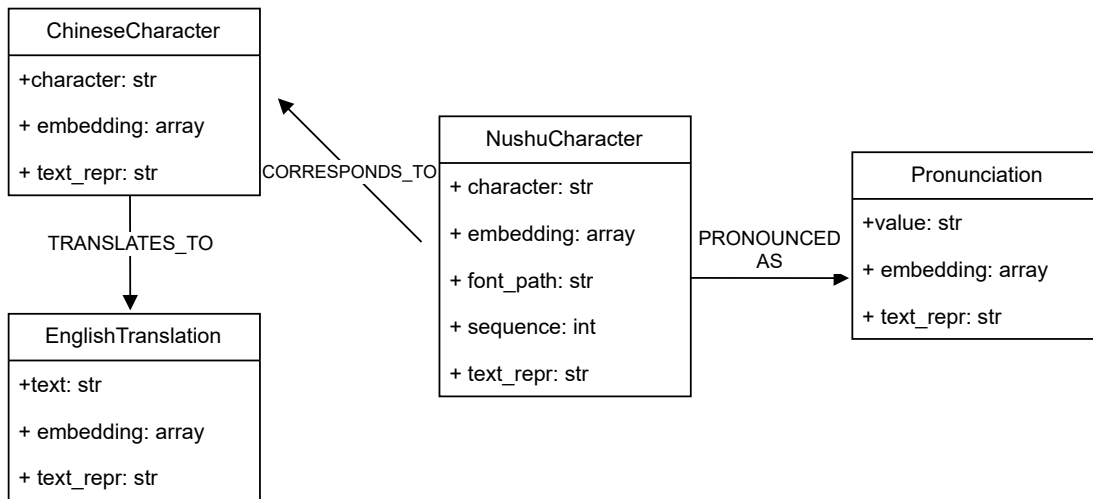 ChineseCharacter
+character: str
+ embedding: array
+ text_repr: str
TRANSLATES_TO
EnglishTranslation
+text: str
+ embedding: array
+ text_repr: str
CORRESPONDS_TO
NushuCharacter
+ character: str
+ embedding: array
+ font_path: str
+ sequence: int
+ text_repr: str
PRONOUNCED
AS
Pronunciation
+value: str
+ embedding: array
+ text_repr: str